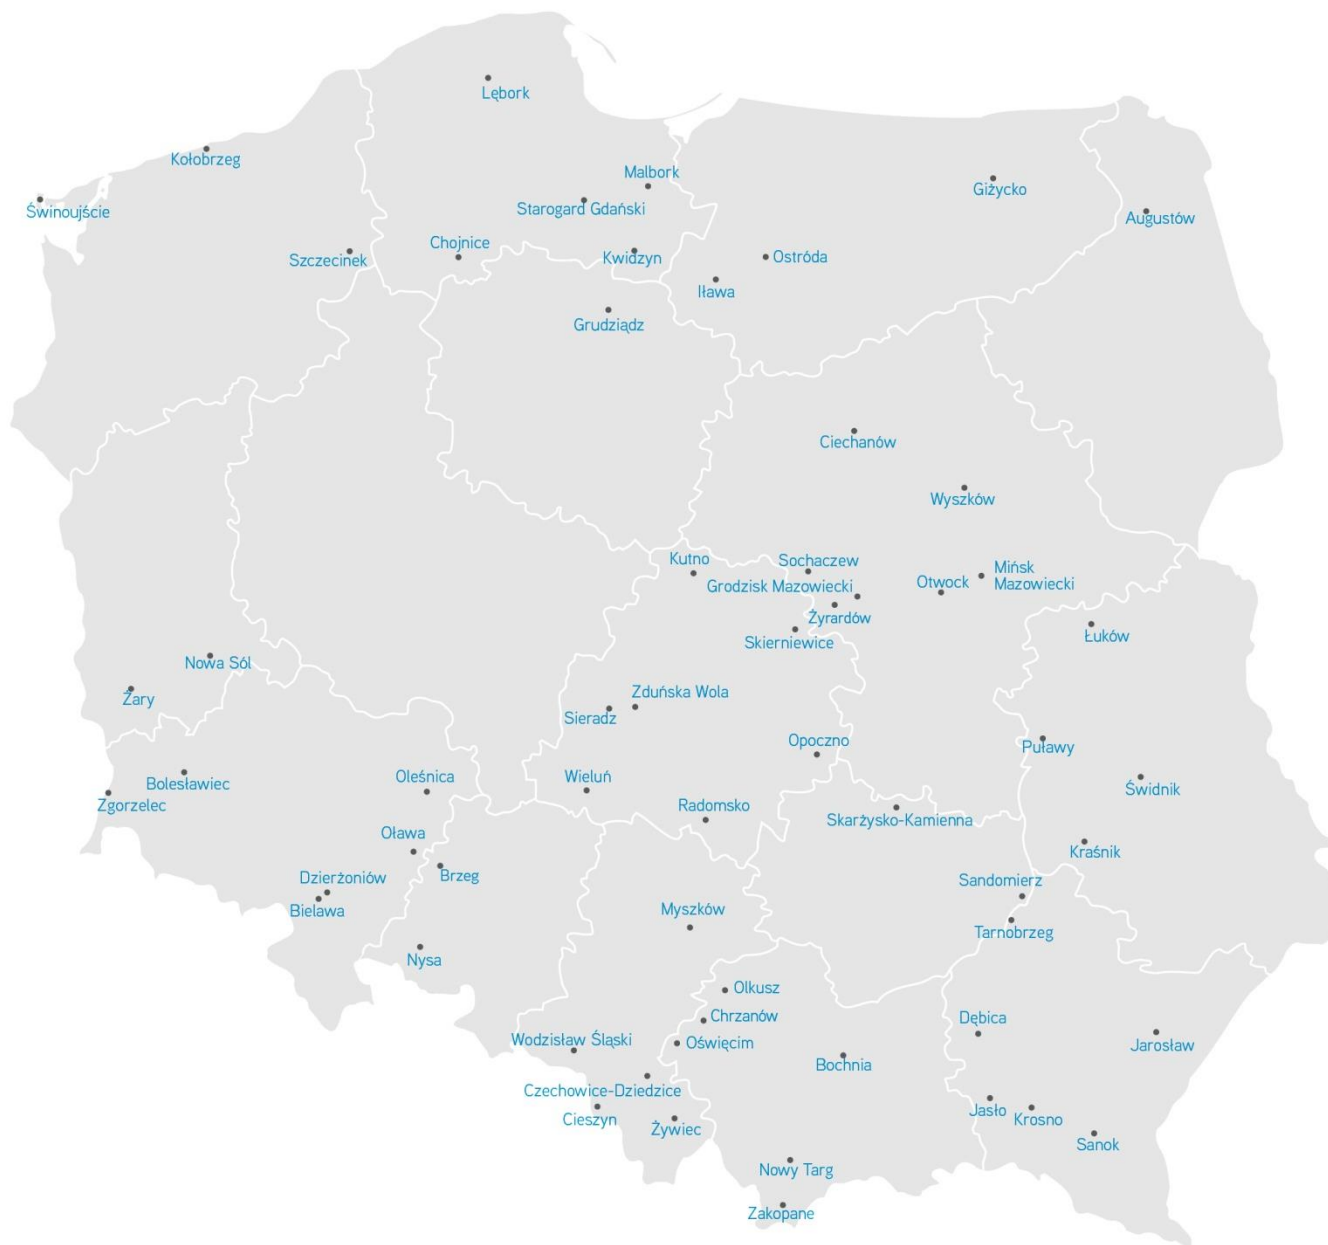 Lębork
Kołobrzeg
Malbork
Giżycko
Świnoujście
Starogard Gdański
Augustów
Chojnice
Szczecinek
Kwidzyn
Ostróda
Iława
Grudziądz
Ciechanów
Wyszków
Kutno
Sochaczew
Grodzisk Mazowiecki
Otwock
Mińsk
Mazowiecki
Żyrardów
Łuków
Skierniewice
Nowa Sól
Żary
Zduńska Wola
Sieradz
Opoczno
Puławy
Bolesławiec
Zgorzelec
Oleśnica
Wieluń
Świdnik
Radomsko
Skarżysko-Kamienna
Oława
Brzeg
Kraśnik
Dzierżoniów
Bielawa
Sandomierz
Myszków
Tarnobrzeg
Nysa
Olkusz
Chrzanów
Dębica
Wodzisław Śląski
Oświęcim
Jarosław
Bochnia
Czechowice-Dziedzice
Cieszyn
Jasło
Krosno
Żywiec
Sanok
Nowy Targ
Zakopane